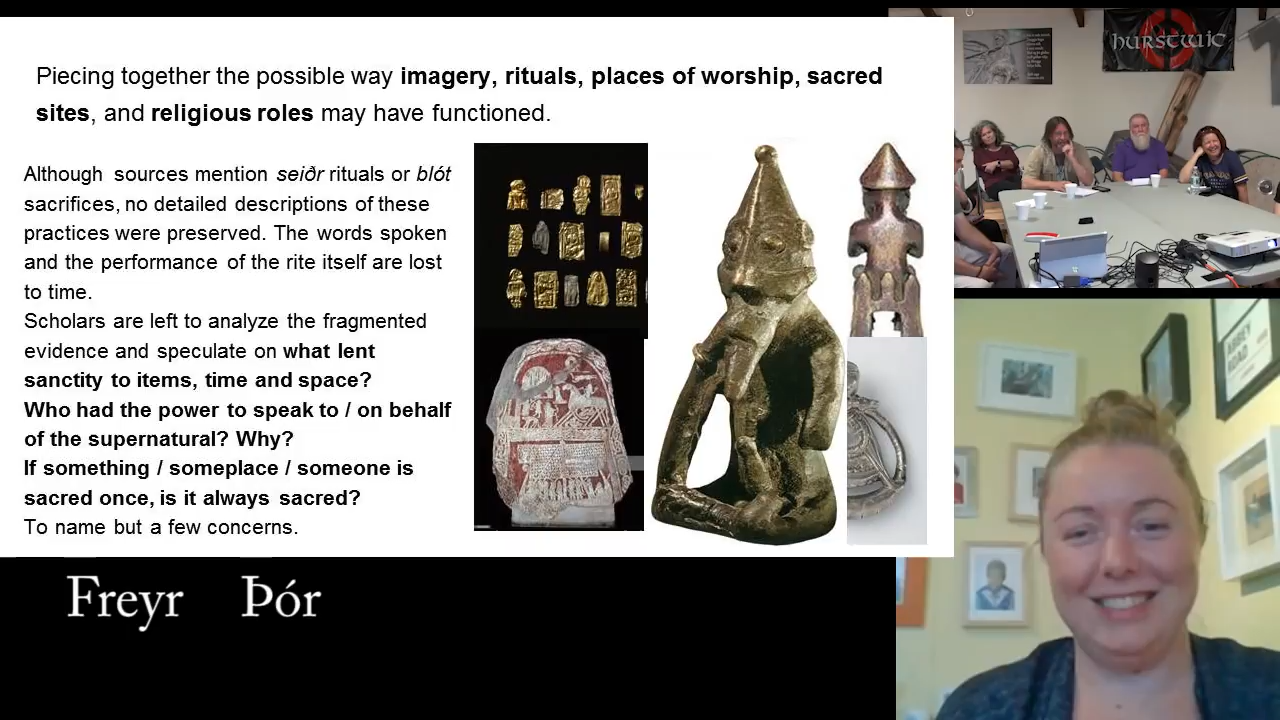 Piecing together the possible way imagery, rituals, places of worship, sacred
sites, and religious roles may have functioned.
Although sources mention seiðr rituals or blót
sacrifices, no detailed descriptions of these
practices were preserved. The words spoken
and the performance of the rite itself are lost
to time.
Scholars are left to analyze the fragmented
evidence and speculate on what lent
sanctity to items, time and space?
Who had the power to speak to / on behalf
of the supernatural? Why?
If something / someplace / someone is
sacred once, is it always sacred?
To name but a few concerns.
Freyr Þór
hurstwic
ABBEY
ROAD